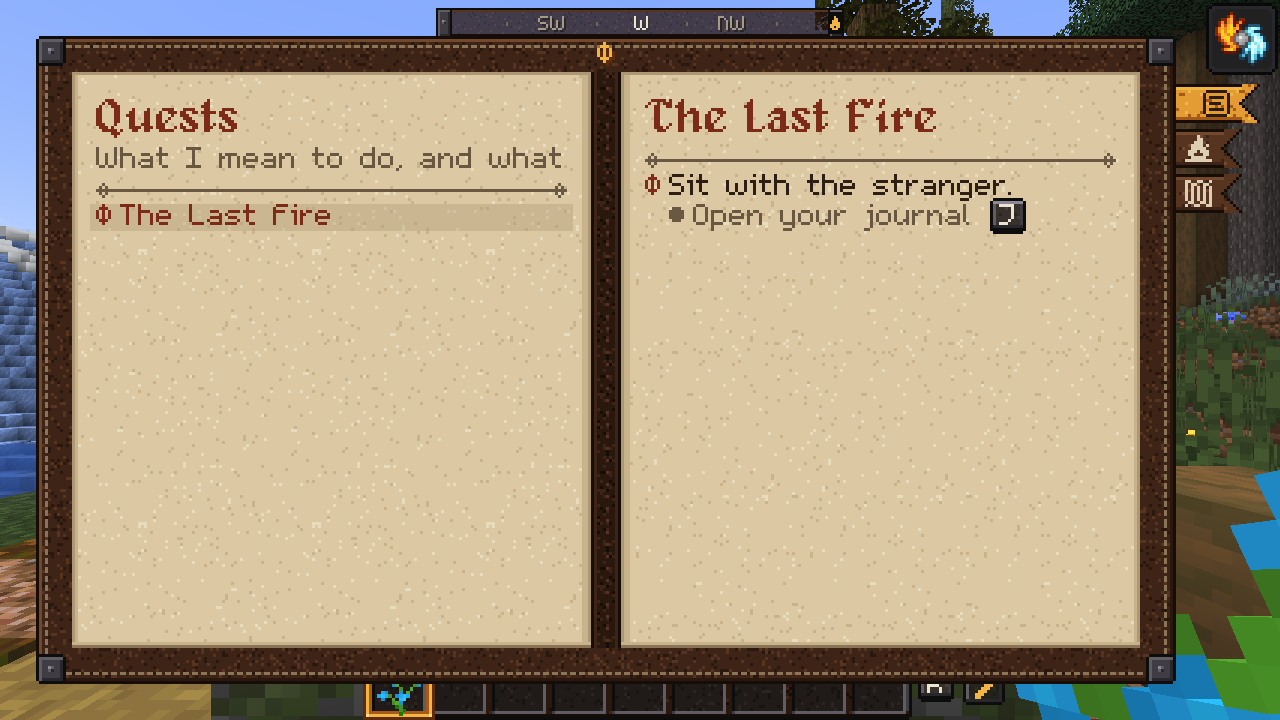 SW W NW
Quests
What I mean to do, and what
The Last Fire
The Last Fire
Sit with the stranger.
Open your journal J